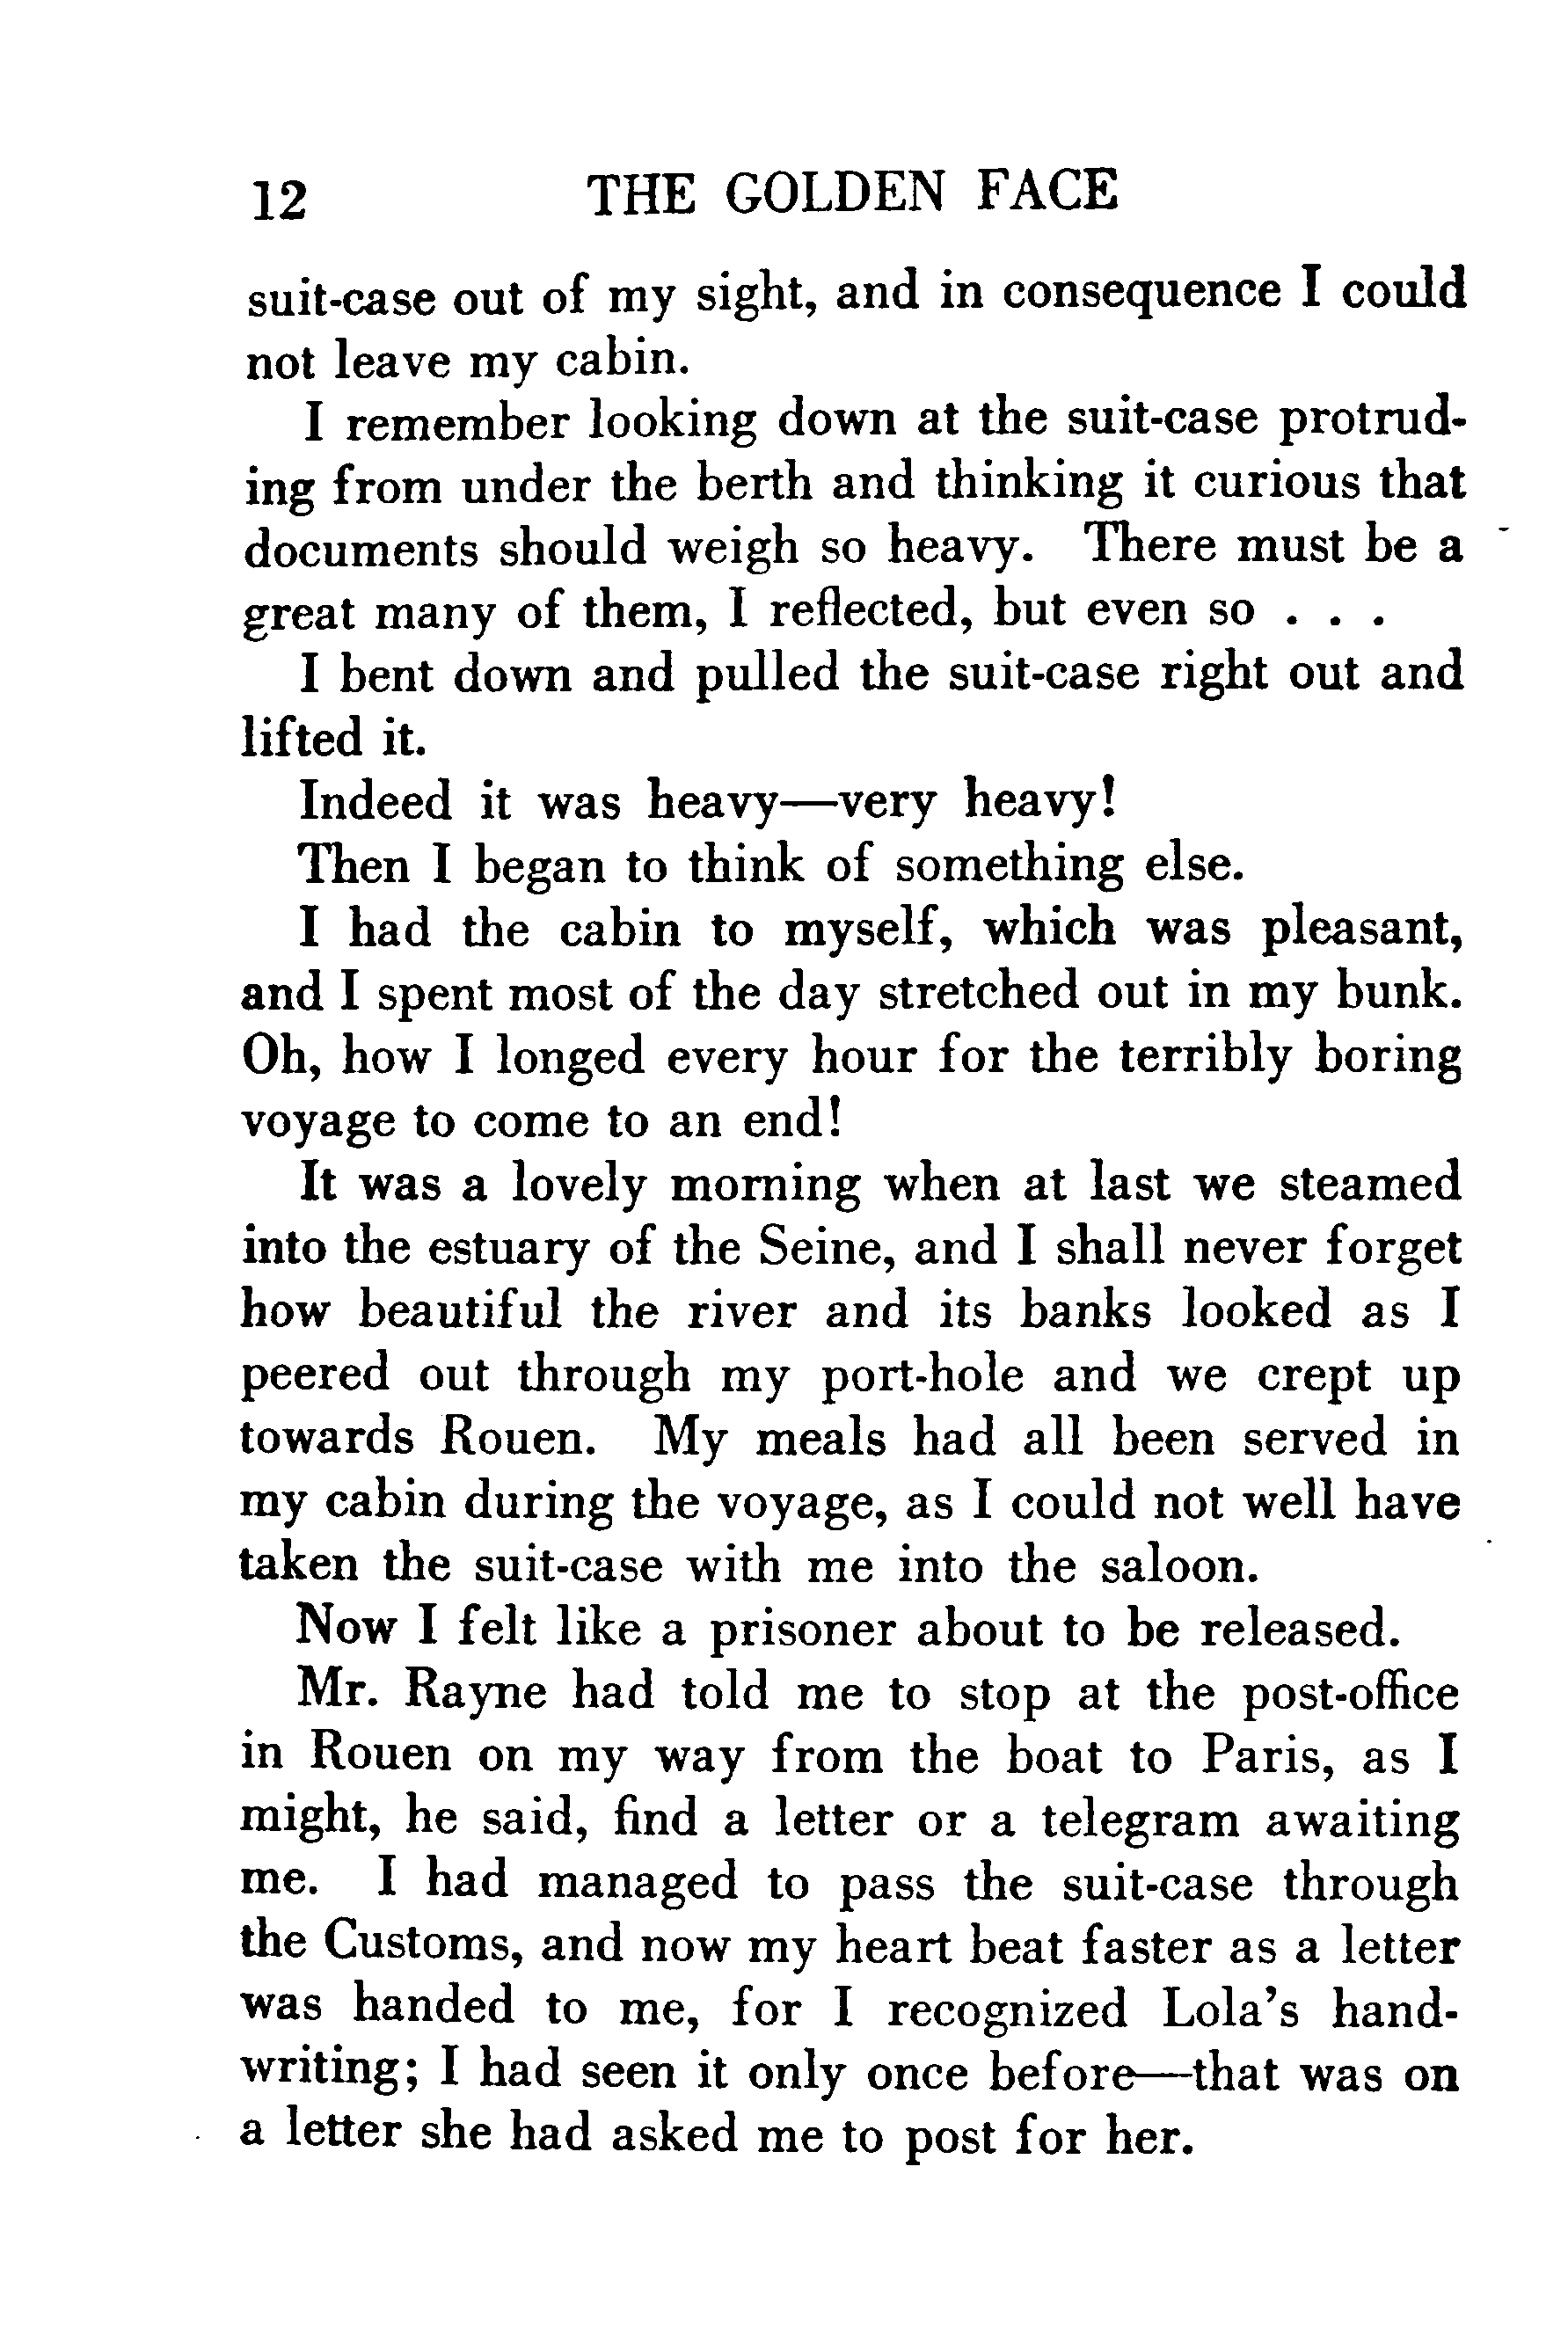 12 THE GOLDEN FACE
suit-case out of my sight, and in consequence I could
not leave my cabin.
I remember looking down at the suit-case protrud-
ing from under the berth and thinking it curious that
documents should weigh so heavy. There must be a
great many of them, I reflected, but even so . . .
I bent down and pulled the suit-case right out and
lifted it.
Indeed it was heavy—very heavy!
Then I began to think of something else.
I had the cabin to myself, which was pleasant,
and I spent most of the day stretched out in my bunk.
Oh, how I longed every hour for the terribly boring
voyage to come to an end!
It was a lovely morning when at last we steamed
into the estuary of the Seine, and I shall never forget
how beautiful the river and its banks looked as I
peered out through my port-hole and we crept up
towards Rouen. My meals had all been served in
my cabin during the voyage, as I could not well have
taken the suit-case with me into the saloon.
Now I felt like a prisoner about to be released.
Mr. Rayne had told me to stop at the post-office
in Rouen on my way from the boat to Paris, as I
might, he said, find a letter or a telegram awaiting
me. I had managed to pass the suit-case through
the Customs, and now my heart beat faster as a letter
was handed to me, for I recognized Lola's hand-
writing; I had seen it only once before—that was on
a letter she had asked me to post for her.